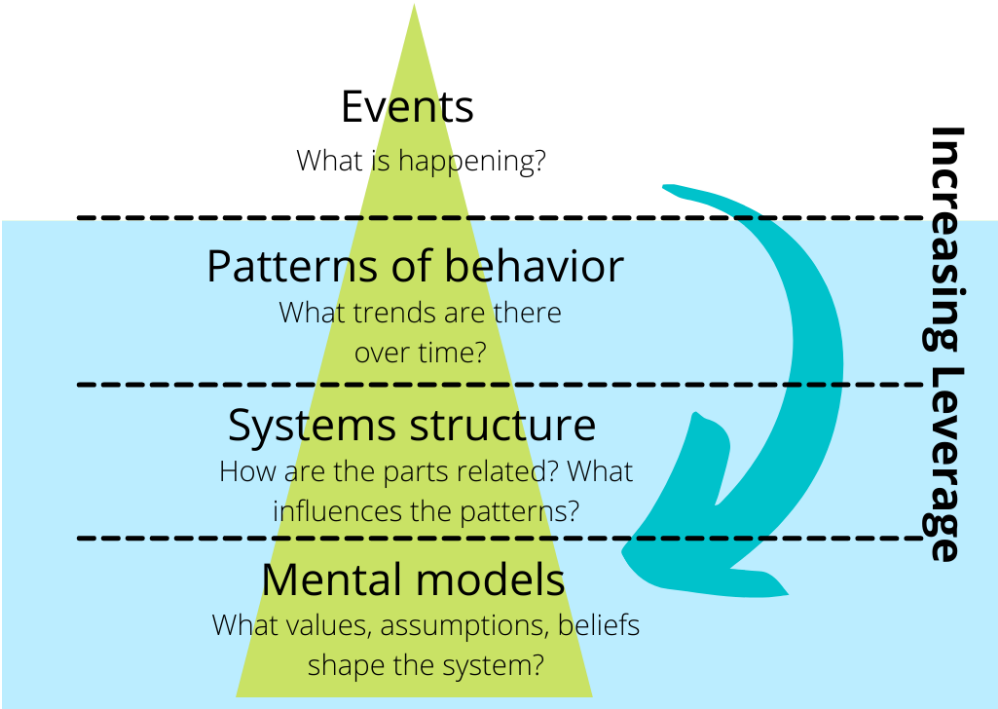 Events
What is happening?
Patterns of behavior
What trends are there
over time?
Systems structure
How are the parts related? What
influences the patterns?
Mental models
What values, assumptions, beliefs
shape the system?
Increasing Leverage